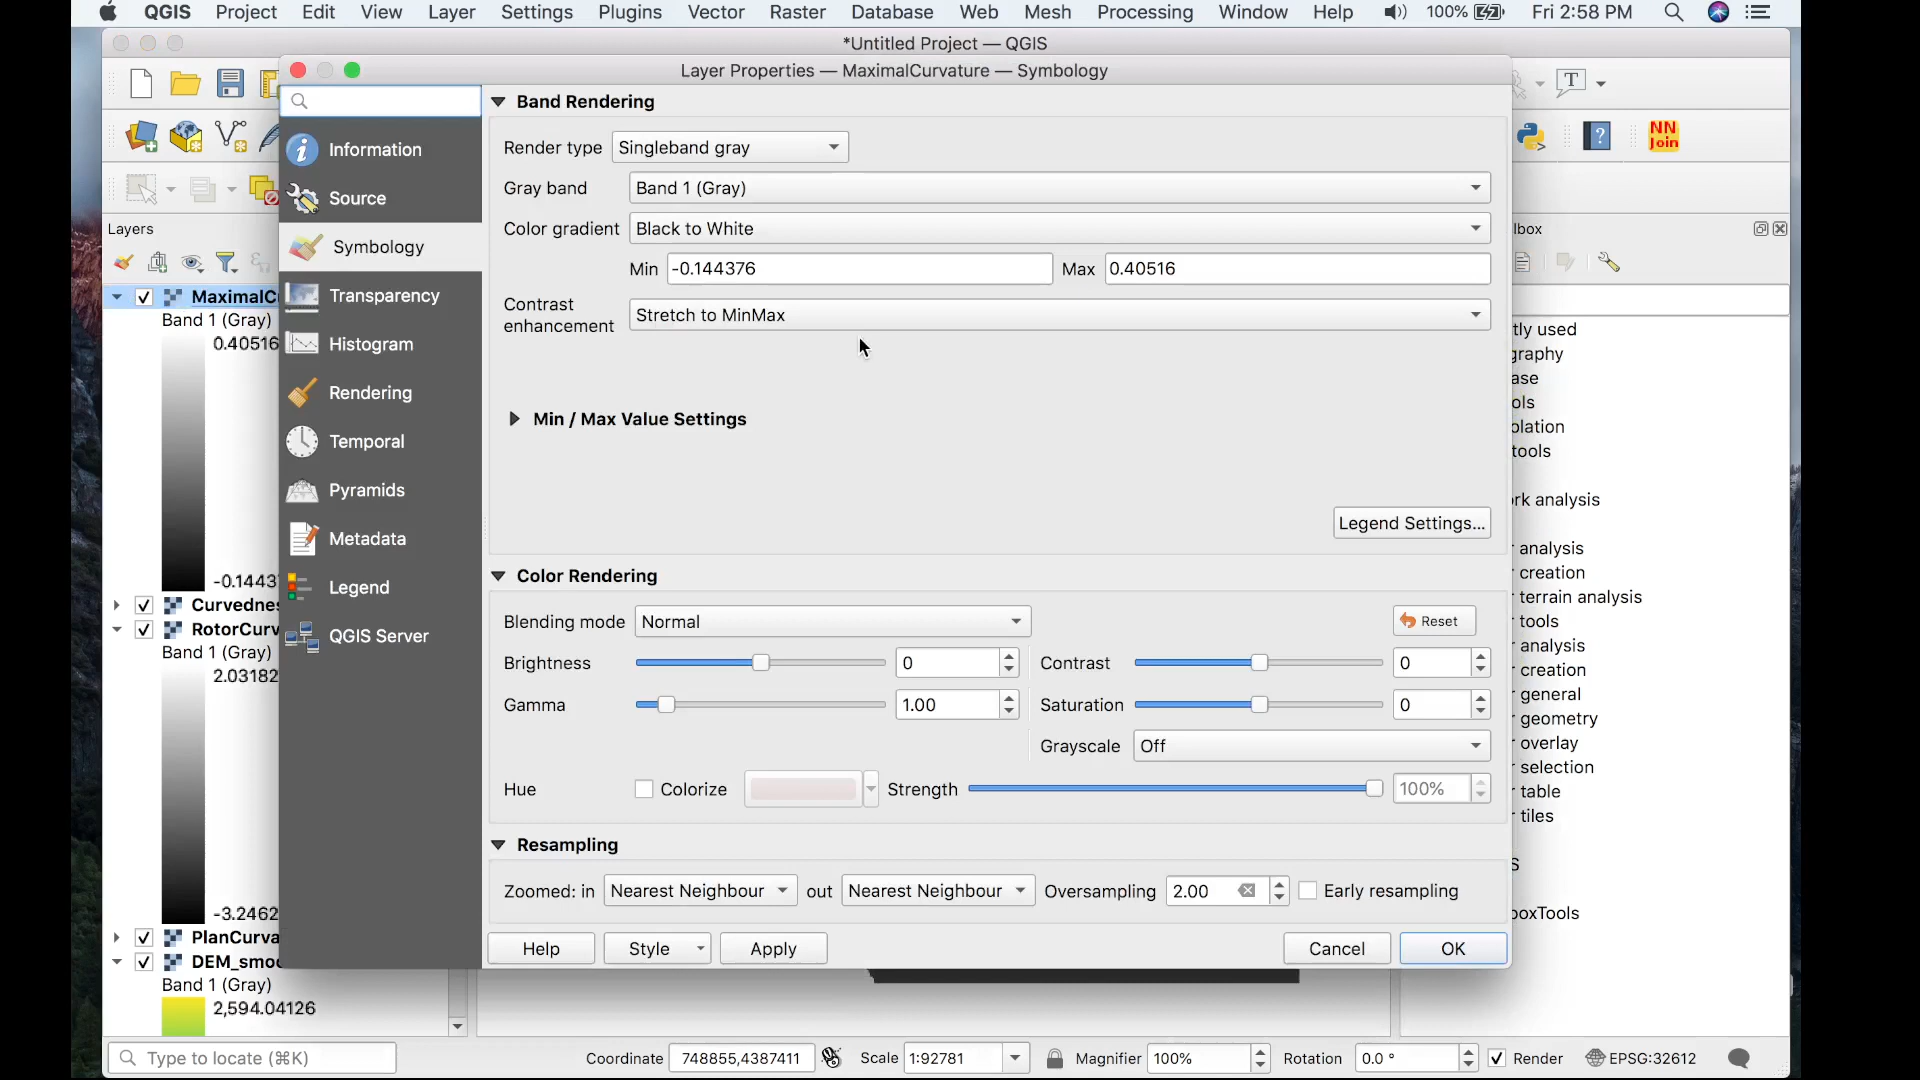 QGIS Project Edit View Layer Settings Plugins Vector Raster Database Web Mesh Processing Window Help 100% Fri 2:58 PM
*Untitled Project — QGIS
Layer Properties — MaximalCurvature — Symbology
T
NN
Join
Information
Source
Symbology
Transparency
Histogram
Rendering
Temporal
Pyramids
Metadata
Legend
QGIS Server
Band Rendering
Render type Singleband gray
Gray band Band 1 (Gray)
Color gradient Black to White
Min -0.144376 Max 0.40516
Contrast
enhancement Stretch to MinMax
Min / Max Value Settings
Legend Settings...
Color Rendering
Blending mode Normal Reset
Brightness 0 Contrast 0
Gamma 1.00 Saturation 0
Grayscale Off
Hue Colorize Strength 100%
Resampling
Zoomed: in Nearest Neighbour out Nearest Neighbour Oversampling 2.00 Early resampling
Help Style Apply Cancel OK
Layers
MaximalC
Band 1 (Gray)
0.40516
-0.1443
Curvednes
RotorCurv
Band 1 (Gray)
2.03182
-3.2462
PlanCurva
DEM_smoo
Band 1 (Gray)
2,594.04126
lbox
tly used
graphy
ase
ols
olation
tools
rk analysis
analysis
creation
terrain analysis
tools
analysis
creation
general
geometry
overlay
selection
table
tiles
S
boxTools
Type to locate (⌘K) Coordinate 748855,4387411 Scale 1:92781 Magnifier 100% Rotation 0.0 ° Render EPSG:32612